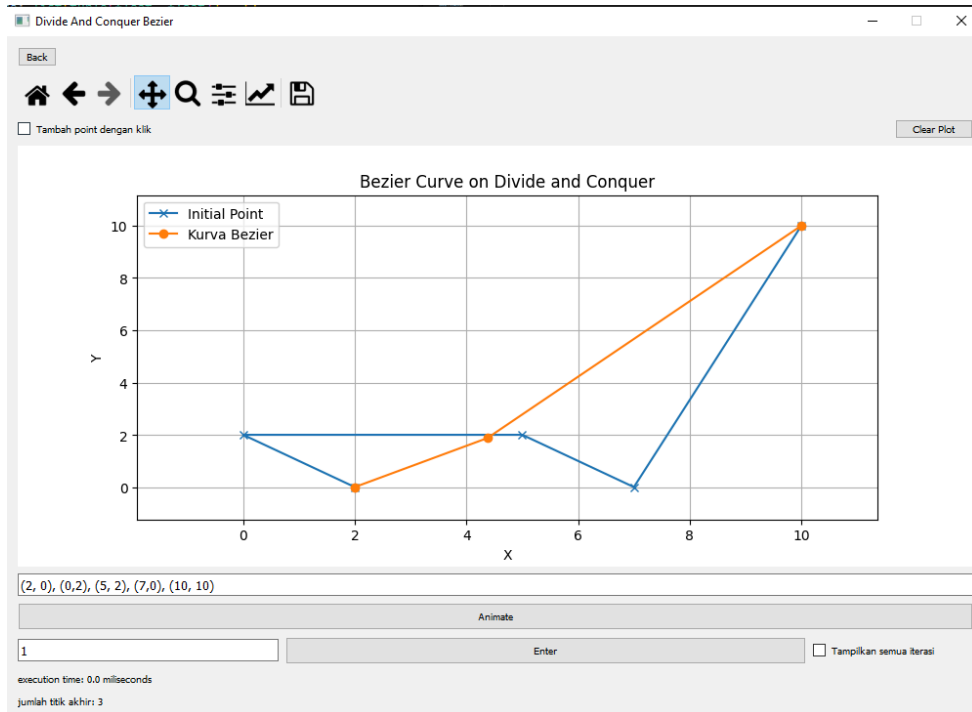 Divide And Conquer Bezier
Back
Tambah point dengan klik
Clear Plot
Bezier Curve on Divide and Conquer
Initial Point
Kurva Bezier
10
8
6
4
2
0
Y
0 2 4 6 8 10
X
(2, 0), (0,2), (5, 2), (7,0), (10, 10)
Animate
1
Enter
Tampilkan semua iterasi
execution time: 0.0 miliseconds
jumlah titik akhir: 3